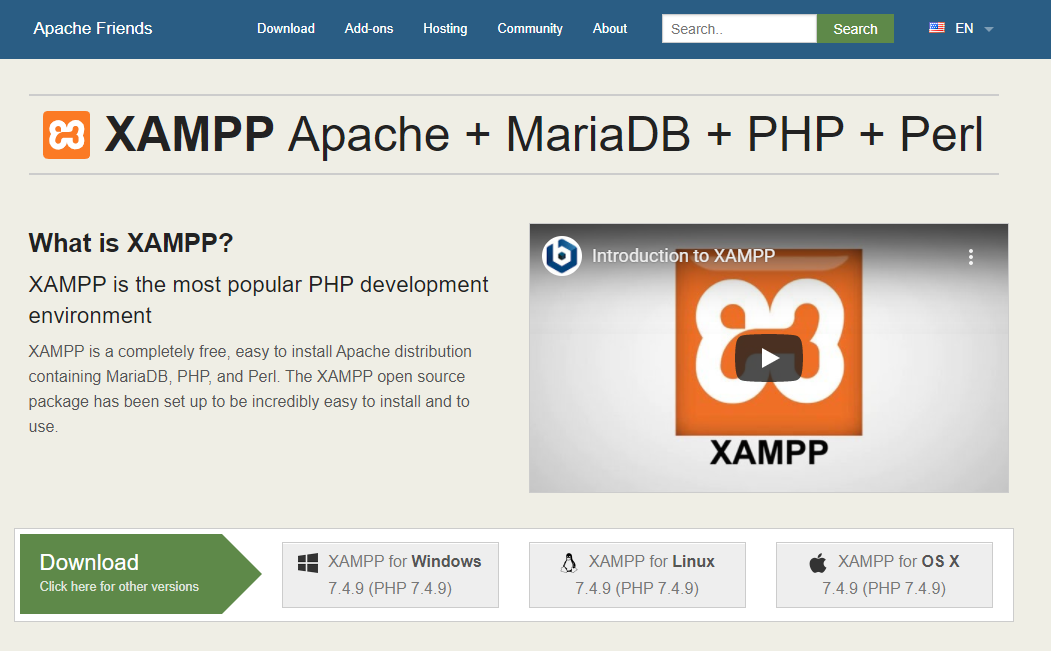 Apache Friends
Download Add-ons Hosting Community About Search.. Search EN
XAMPP Apache + MariaDB + PHP + Perl
What is XAMPP?
XAMPP is the most popular PHP development
environment
XAMPP is a completely free, easy to install Apache distribution
containing MariaDB, PHP, and Perl. The XAMPP open source
package has been set up to be incredibly easy to install and to
use.
Introduction to XAMPP
XAMPP
Download
Click here for other versions
XAMPP for Windows
7.4.9 (PHP 7.4.9)
XAMPP for Linux
7.4.9 (PHP 7.4.9)
XAMPP for OS X
7.4.9 (PHP 7.4.9)